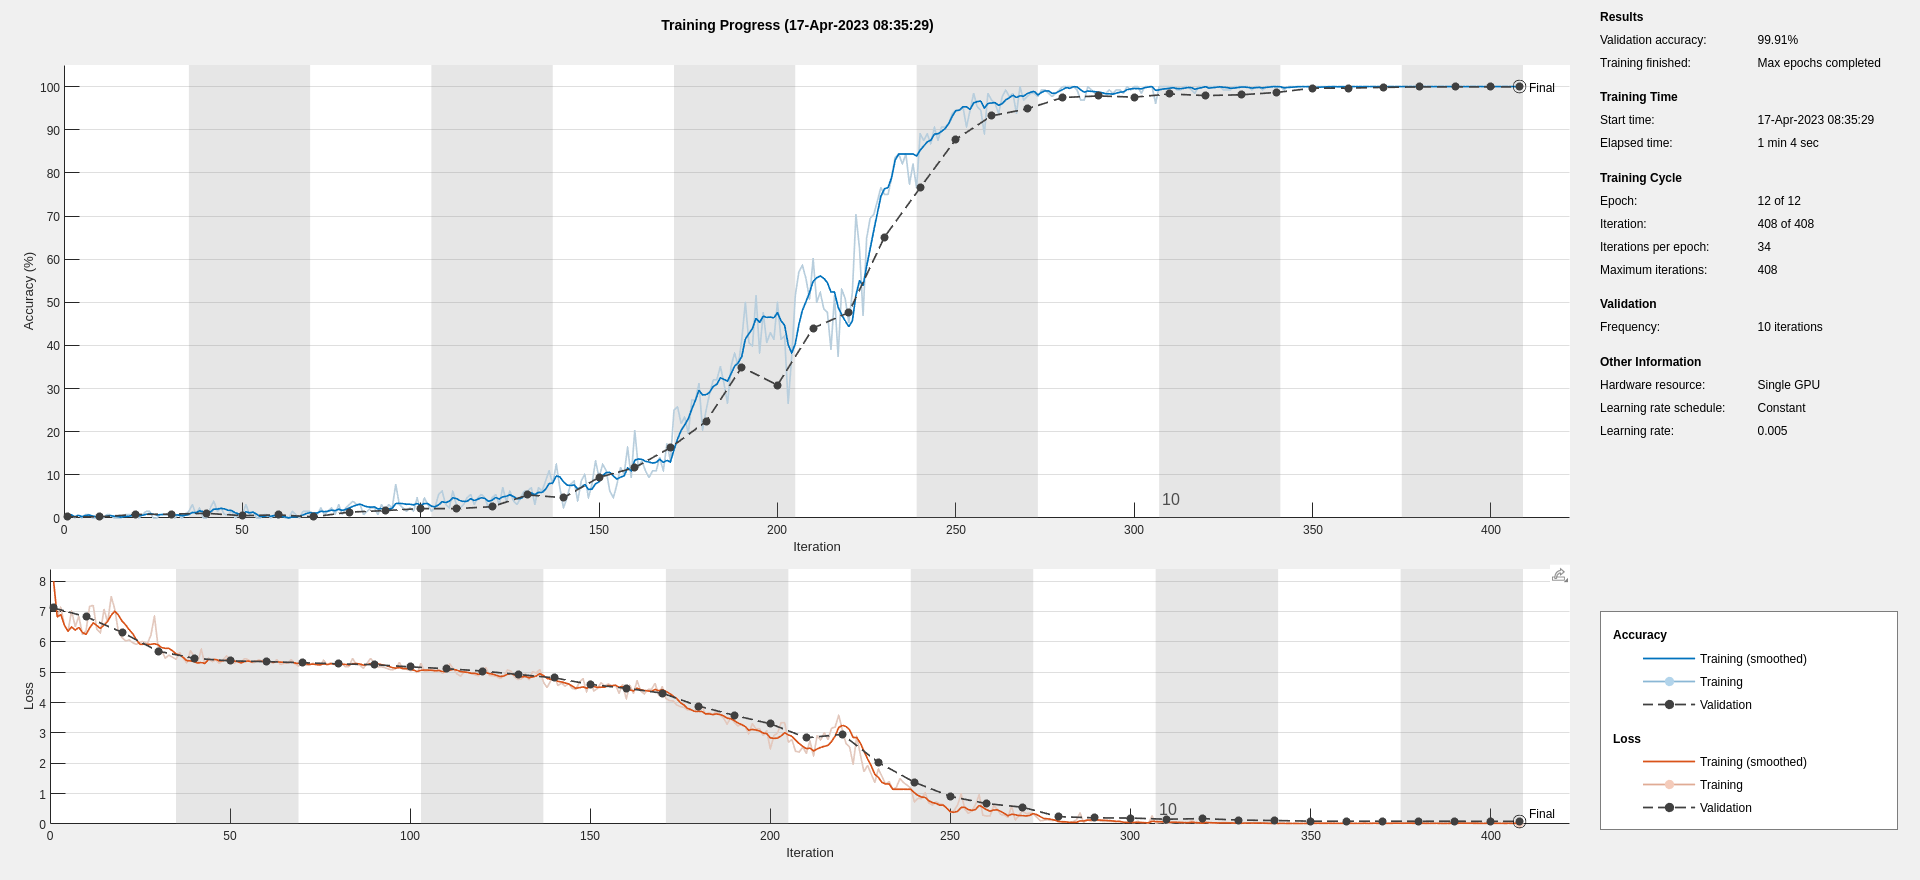 Training Progress (17-Apr-2023 08:35:29)
Accuracy (%)
100
90
80
70
60
50
40
30
20
10
0
Final
10
0
50
100
150
200
250
300
350
400
Iteration
Loss
8
7
6
5
4
3
2
1
0
Final
10
0
50
100
150
200
250
300
350
400
Iteration
Results
Validation accuracy: 99.91%
Training finished: Max epochs completed
Training Time
Start time: 17-Apr-2023 08:35:29
Elapsed time: 1 min 4 sec
Training Cycle
Epoch: 12 of 12
Iteration: 408 of 408
Iterations per epoch: 34
Maximum iterations: 408
Validation
Frequency: 10 iterations
Other Information
Hardware resource: Single GPU
Learning rate schedule: Constant
Learning rate: 0.005
Accuracy
Training (smoothed)
Training
Validation
Loss
Training (smoothed)
Training
Validation